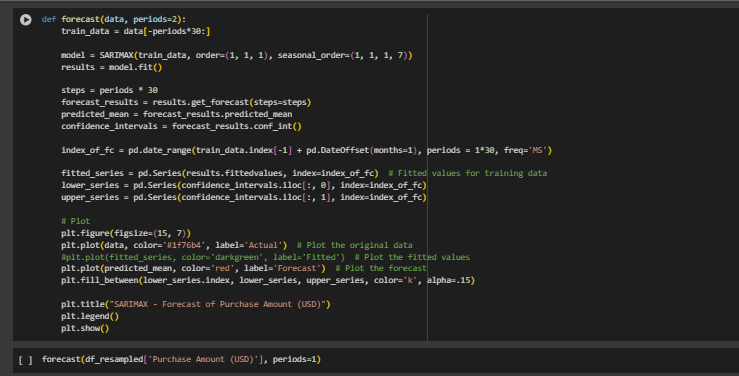 def forecast(data, periods=2):
    train_data = data[-periods*30:]

    model = SARIMAX(train_data, order=(1, 1, 1), seasonal_order=(1, 1, 1, 7))
    results = model.fit()

    steps = periods * 30
    forecast_results = results.get_forecast(steps=steps)
    predicted_mean = forecast_results.predicted_mean
    confidence_intervals = forecast_results.conf_int()

    index_of_fc = pd.date_range(train_data.index[-1] + pd.DateOffset(months=1), periods = 1*30, freq='MS')

    fitted_series = pd.Series(results.fittedvalues, index=index_of_fc)  # Fitted values for training data
    lower_series = pd.Series(confidence_intervals.iloc[:, 0], index=index_of_fc)
    upper_series = pd.Series(confidence_intervals.iloc[:, 1], index=index_of_fc)

    # Plot
    plt.figure(figsize=(15, 7))
    plt.plot(data, color='#1f76b4', label='Actual')  # Plot the original data
    #plt.plot(fitted_series, color='darkgreen', label='Fitted')  # Plot the fitted values
    plt.plot(predicted_mean, color='red', label='Forecast')  # Plot the forecast
    plt.fill_between(lower_series.index, lower_series, upper_series, color='k', alpha=.15)

    plt.title("SARIMAX - Forecast of Purchase Amount (USD)")
    plt.legend()
    plt.show()

[ ] forecast(df_resampled['Purchase Amount (USD)'], periods=1)